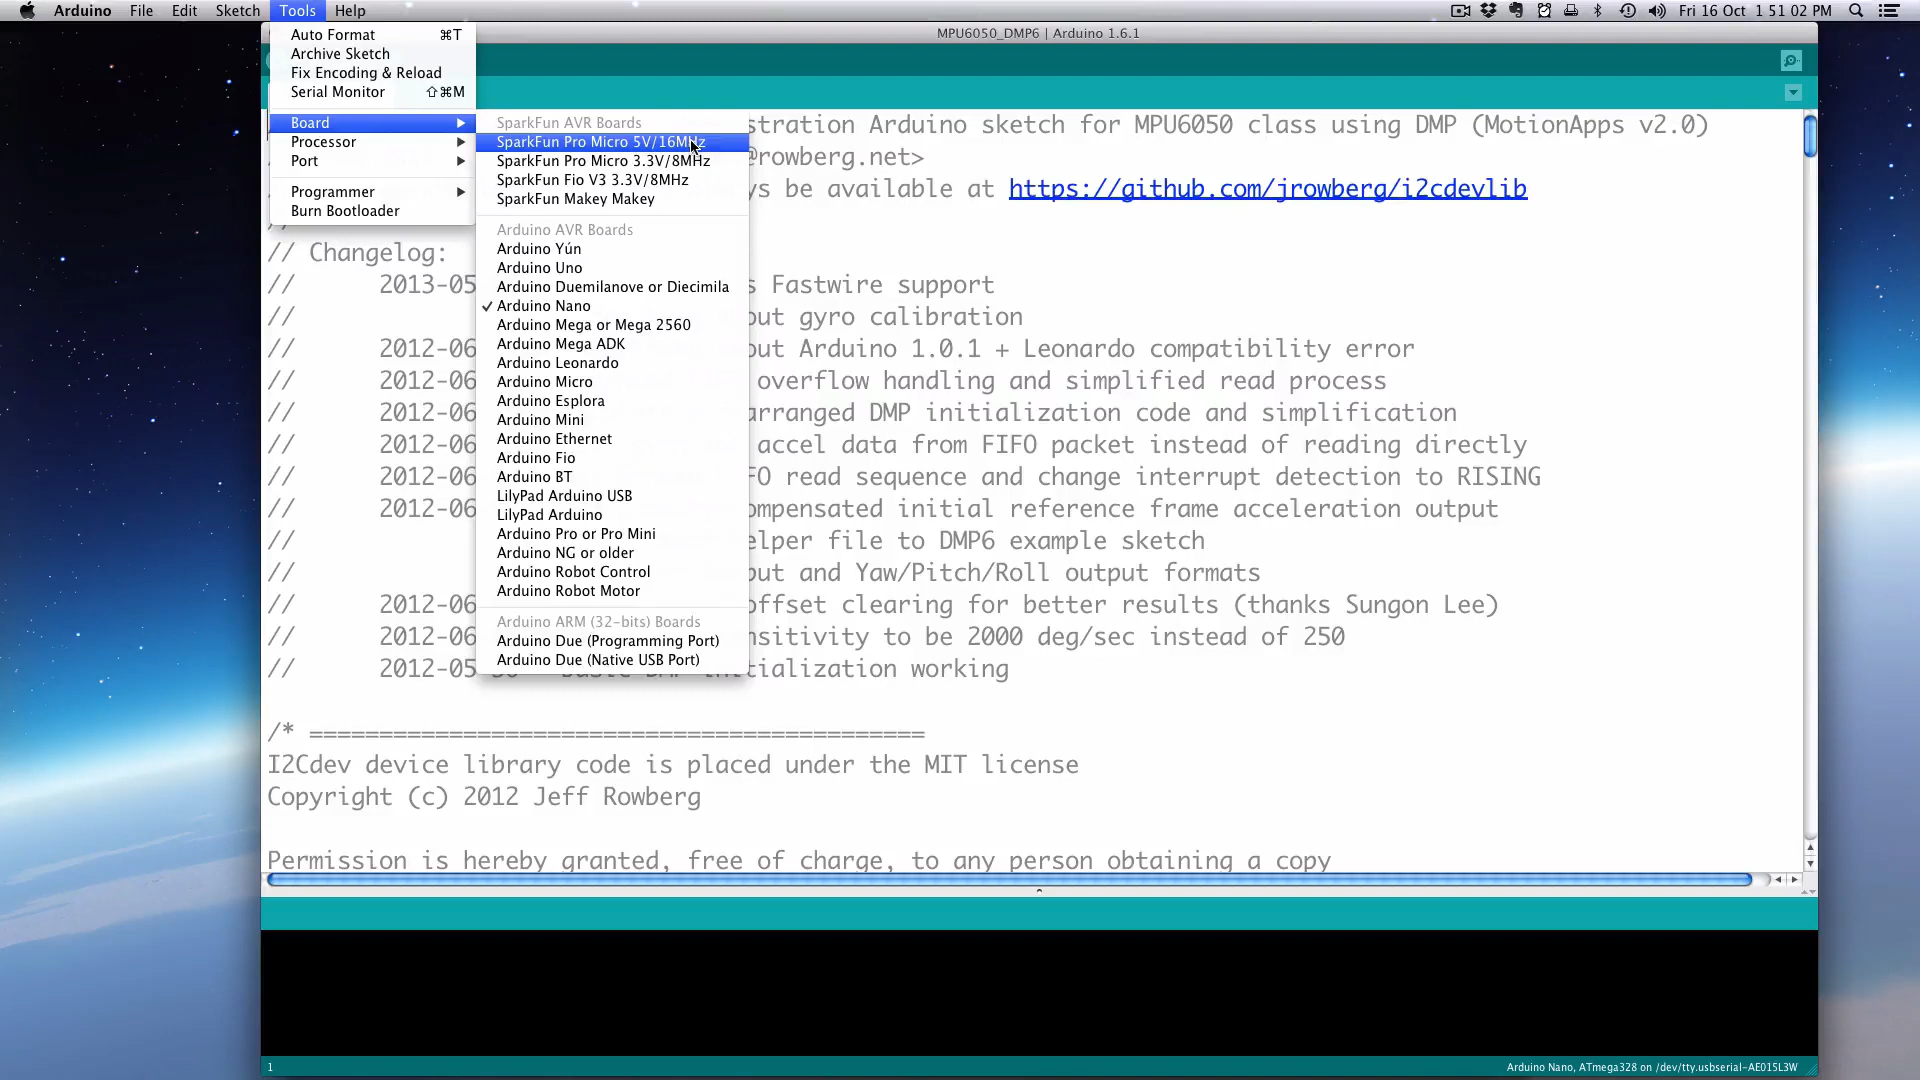 Arduino File Edit Sketch Tools Help
Fri 16 Oct 1 51 02 PM
MPU6050_DMP6 | Arduino 1.6.1
Auto Format ⌘T
Archive Sketch
Fix Encoding & Reload
Serial Monitor ⇧⌘M
Board
Processor
Port
Programmer
Burn Bootloader
SparkFun AVR Boards
SparkFun Pro Micro 5V/16MHz
SparkFun Pro Micro 3.3V/8MHz
SparkFun Fio V3 3.3V/8MHz
SparkFun Makey Makey
Arduino AVR Boards
Arduino Yún
Arduino Uno
Arduino Duemilanove or Diecimila
✓ Arduino Nano
Arduino Mega or Mega 2560
Arduino Mega ADK
Arduino Leonardo
Arduino Micro
Arduino Esplora
Arduino Mini
Arduino Ethernet
Arduino Fio
Arduino BT
LilyPad Arduino USB
LilyPad Arduino
Arduino Pro or Pro Mini
Arduino NG or older
Arduino Robot Control
Arduino Robot Motor
Arduino ARM (32-bits) Boards
Arduino Due (Programming Port)
Arduino Due (Native USB Port)
stration Arduino sketch for MPU6050 class using DMP (MotionApps v2.0)
@rowberg.net>
ys be available at https://github.com/jrowberg/i2cdevlib
//
// Changelog:
// 2013-05 s Fastwire support
// out gyro calibration
// 2012-06 out Arduino 1.0.1 + Leonardo compatibility error
// 2012-06 overflow handling and simplified read process
// 2012-06 arranged DMP initialization code and simplification
// 2012-06 accel data from FIFO packet instead of reading directly
// 2012-06 FO read sequence and change interrupt detection to RISING
// 2012-06 ompensated initial reference frame acceleration output
// elper file to DMP6 example sketch
// put and Yaw/Pitch/Roll output formats
// 2012-06 offset clearing for better results (thanks Sungon Lee)
// 2012-06 nsitivity to be 2000 deg/sec instead of 250
// 2012-05 itialization working
/* ============================================
I2Cdev device library code is placed under the MIT license
Copyright (c) 2012 Jeff Rowberg
Permission is hereby granted, free of charge, to any person obtaining a copy
1
Arduino Nano, ATmega328 on /dev/tty.usbserial-AE015L3W